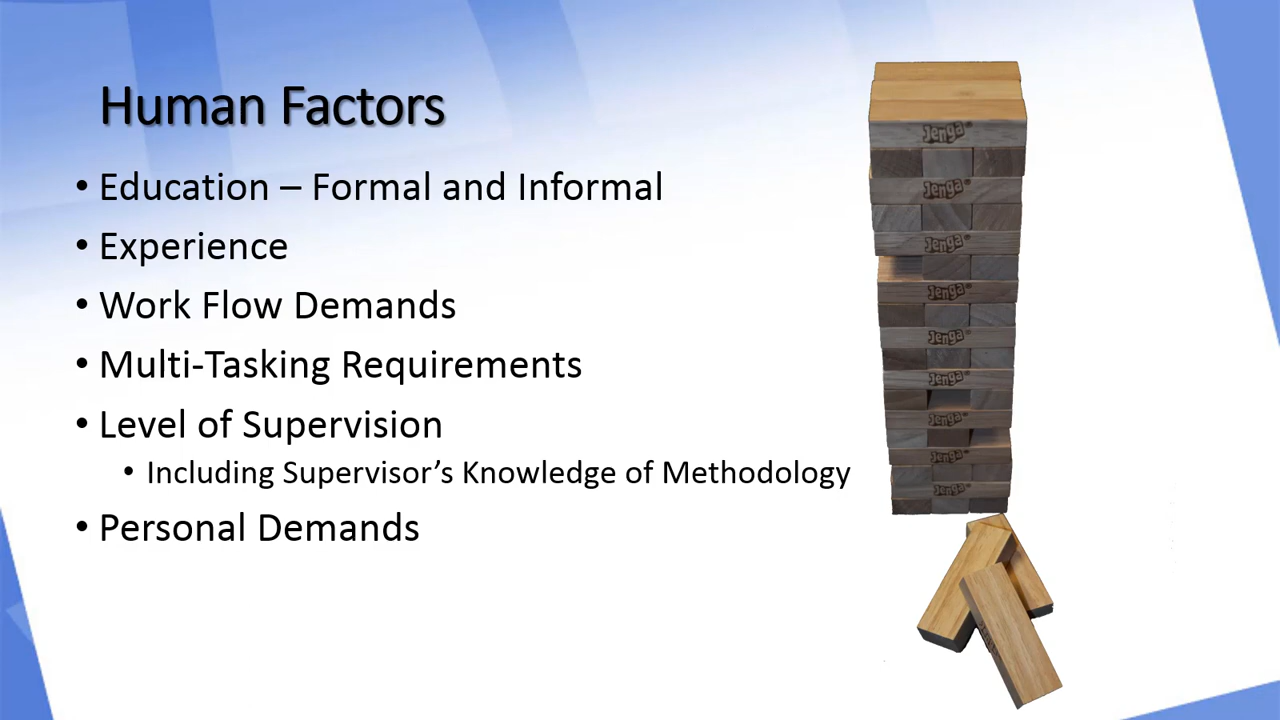 Human Factors
• Education – Formal and Informal
• Experience
• Work Flow Demands
• Multi-Tasking Requirements
• Level of Supervision
• Including Supervisor’s Knowledge of Methodology
• Personal Demands
Jenga®
Jenga®
Jenga®
Jenga®
Jenga®
Jenga®
Jenga®
Jenga®
Jenga®